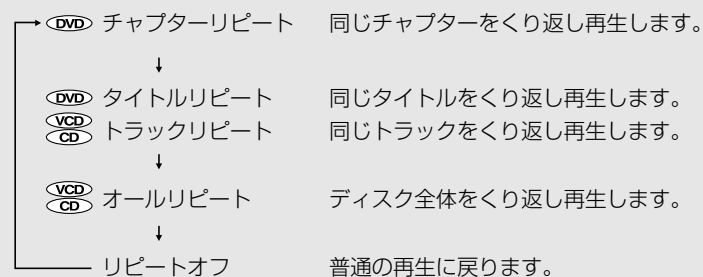 DVD チャプターリピート 同じチャプターをくり返し再生します。
↓
DVD タイトルリピート 同じタイトルをくり返し再生します。
VCD CD トラックリピート 同じトラックをくり返し再生します。
↓
VCD CD オールリピート ディスク全体をくり返し再生します。
↓
リピートオフ 普通の再生に戻ります。